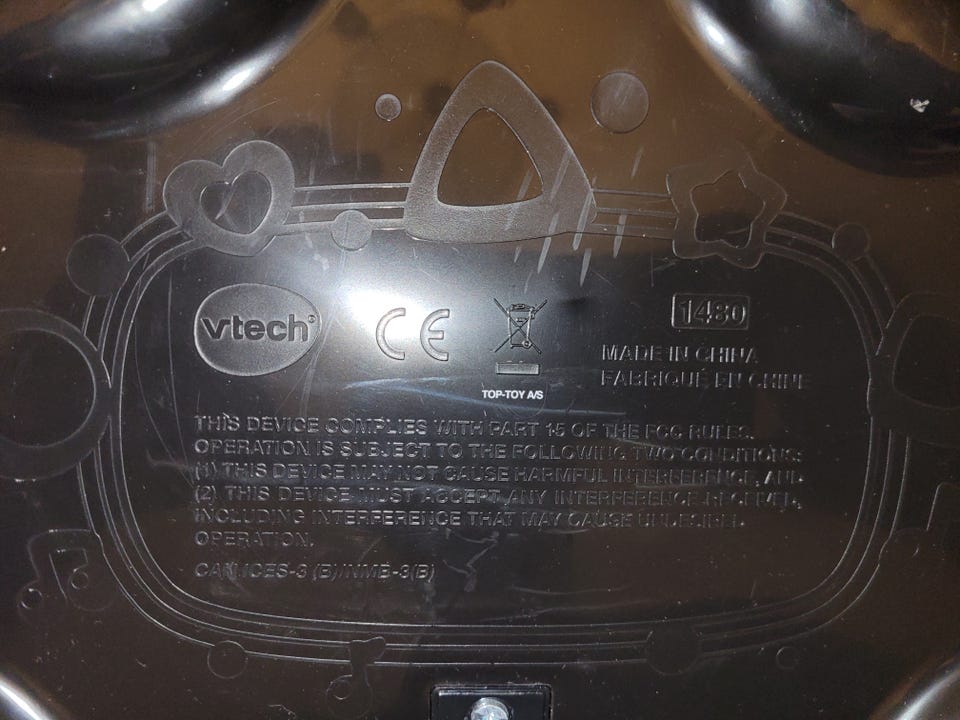 vtech®
CE
1480
MADE IN CHINA
FABRIQUÉ EN CHINE
TOP-TOY A/S
THIS DEVICE COMPLIES WITH PART 15 OF THE FCC RULES.
OPERATION IS SUBJECT TO THE FOLLOWING TWO CONDITIONS:
(1) THIS DEVICE MAY NOT CAUSE HARMFUL INTERFERENCE, AND
(2) THIS DEVICE MUST ACCEPT ANY INTERFERENCE RECEIVED,
INCLUDING INTERFERENCE THAT MAY CAUSE UNDESIRED
OPERATION.
CAN ICES-3 (B)/NMB-3(B)